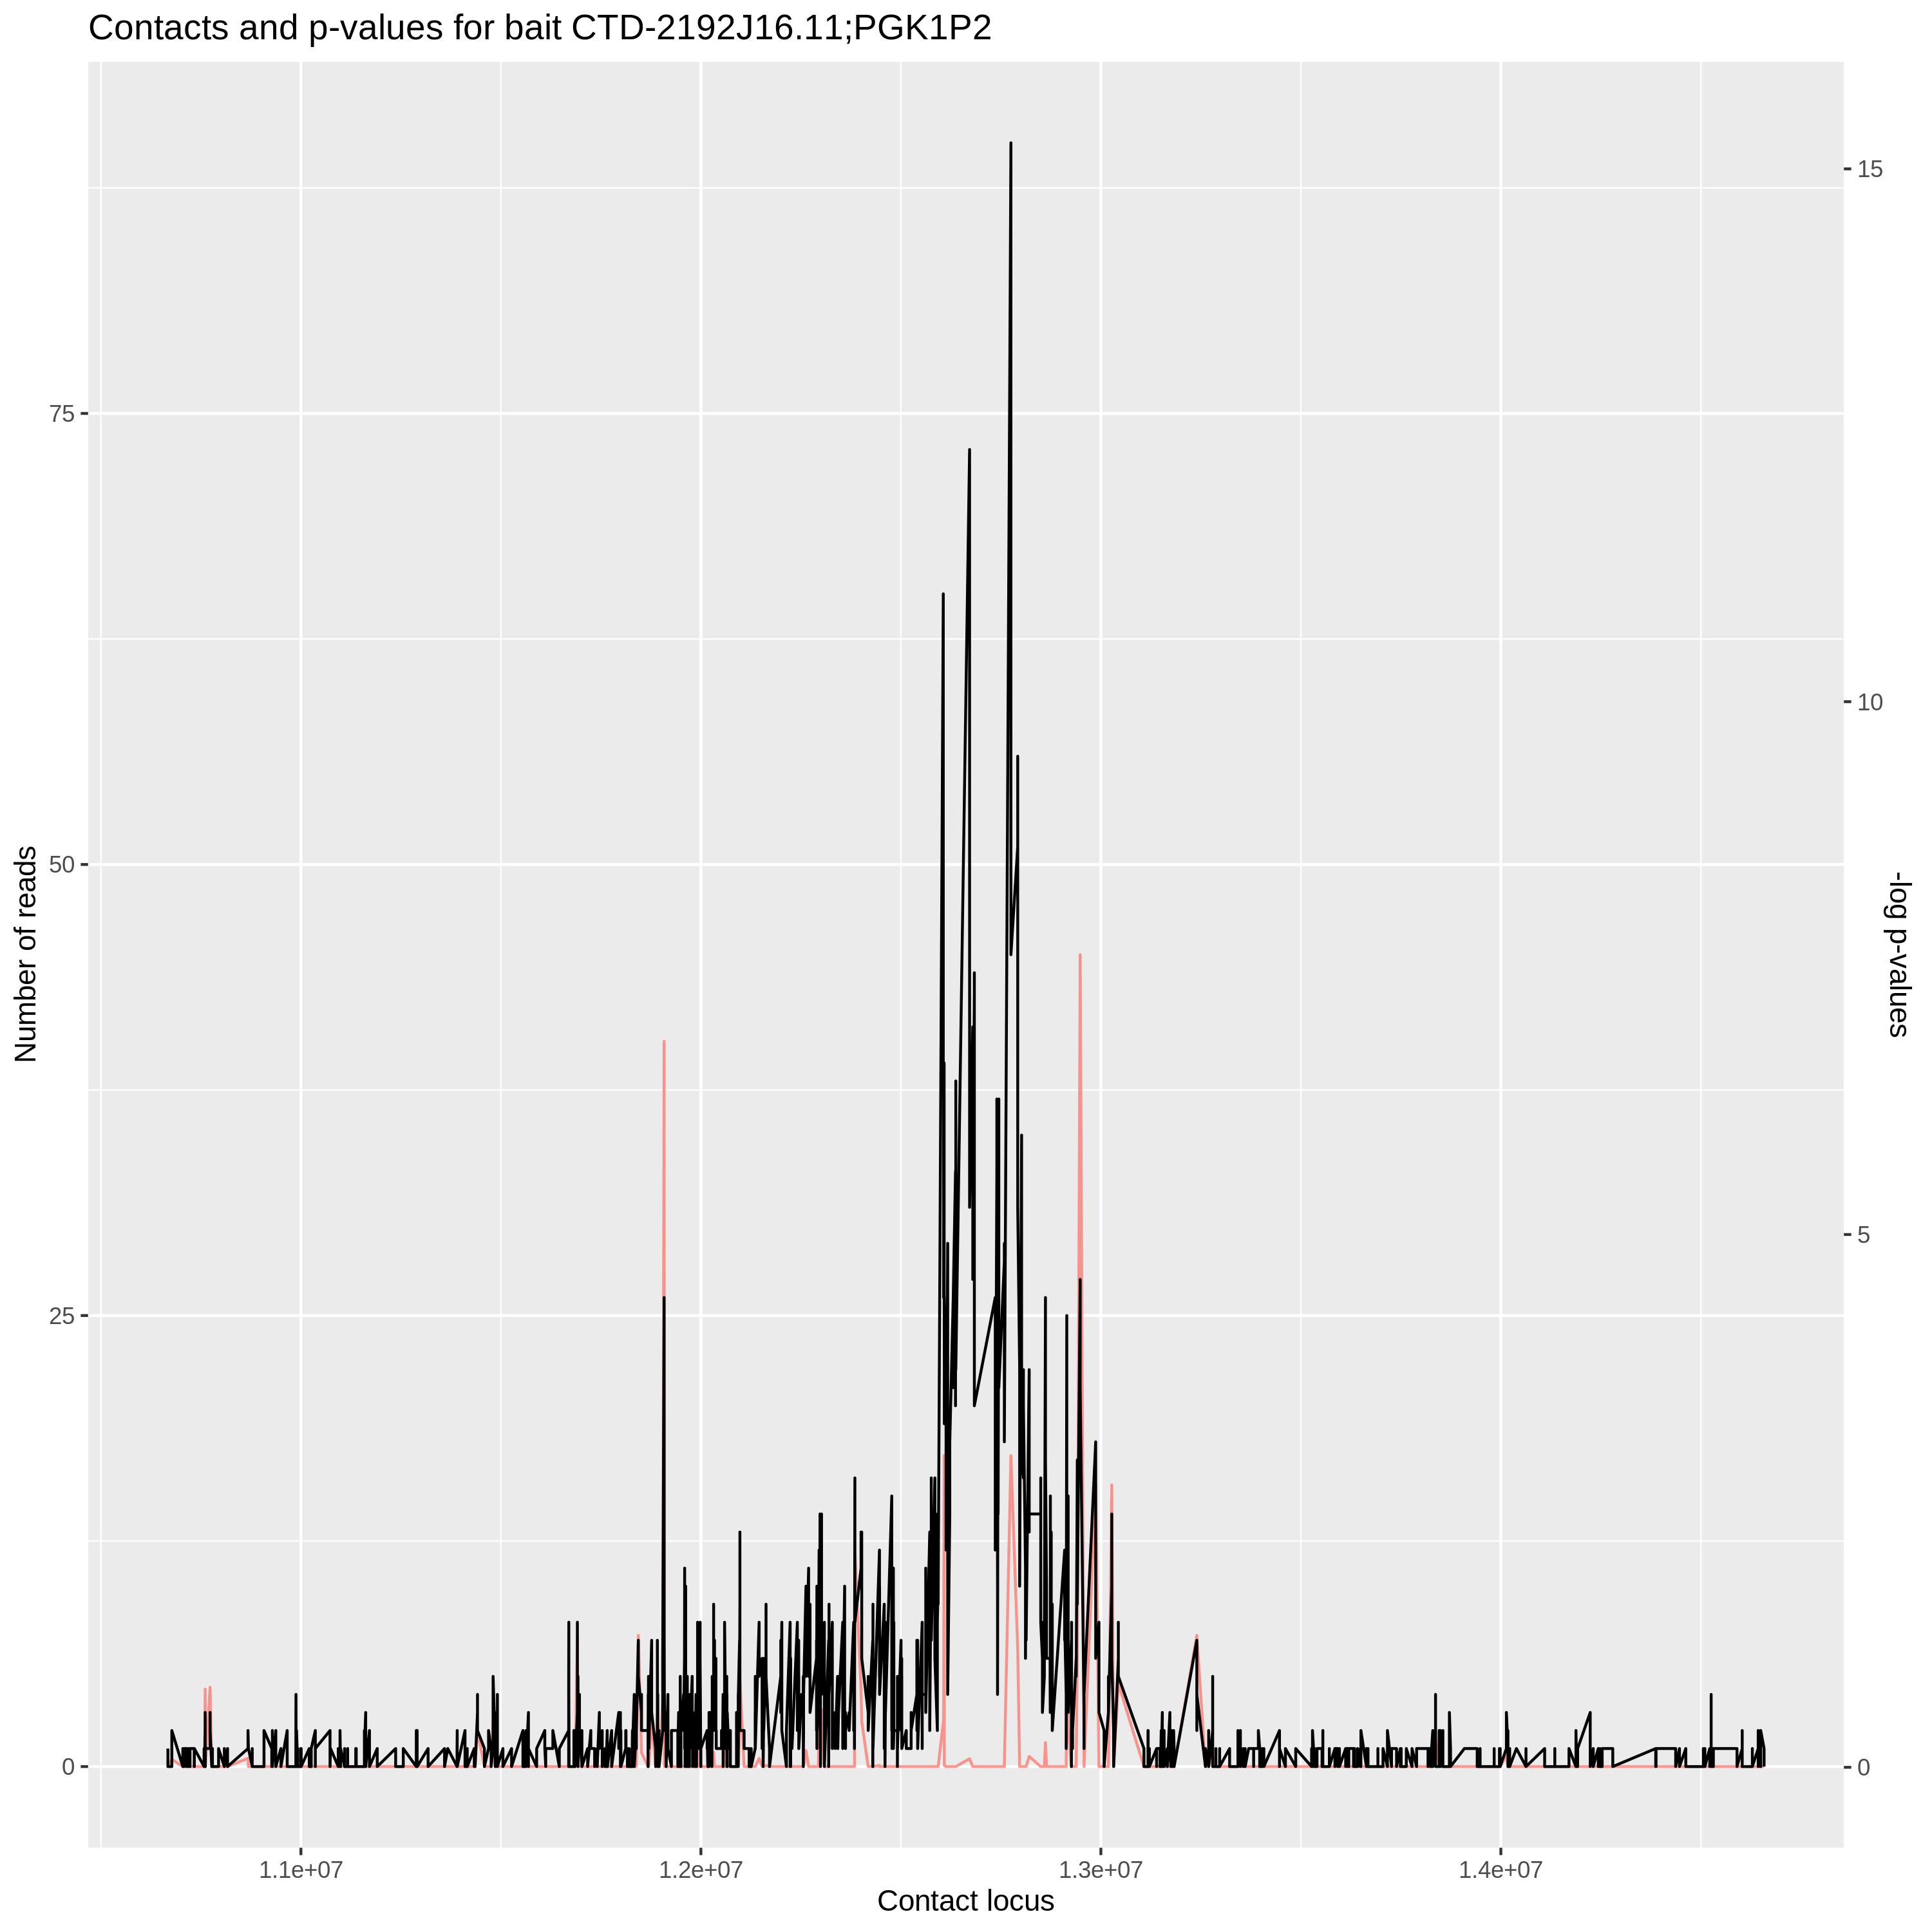 Contacts and p-values for bait CTD-2192J16.11;PGK1P2
75
50
25
0
Number of reads
15
10
5
0
-log p-values
1.1e+07
1.2e+07
1.3e+07
1.4e+07
Contact locus